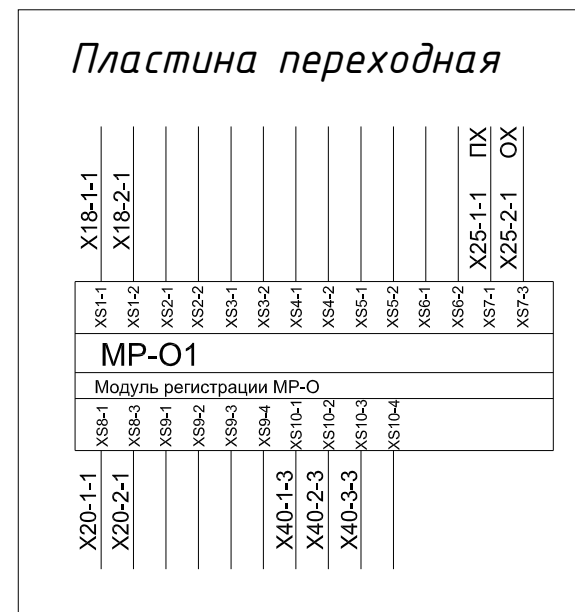 Пластина переходная
X18-1-1 X18-2-1 X25-1-1 ПХ X25-2-1 ОХ
XS1-1 XS1-2 XS2-1 XS2-2 XS3-1 XS3-2 XS4-1 XS4-2 XS5-1 XS5-2 XS6-1 XS6-2 XS7-1 XS7-3
МР-О1
Модуль регистрации МР-О
XS8-1 XS8-3 XS9-1 XS9-2 XS9-3 XS9-4 XS10-1 XS10-2 XS10-3 XS10-4
X20-1-1 X20-2-1 X40-1-3 X40-2-3 X40-3-3